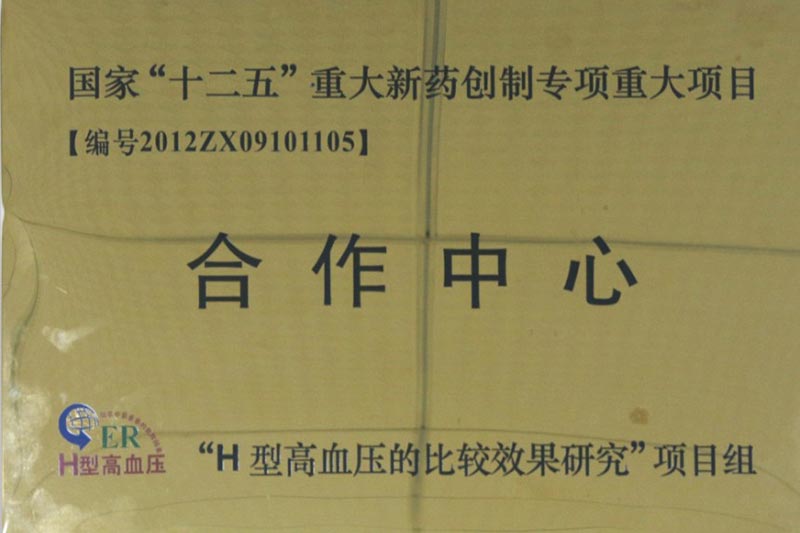 国家“十二五”重大新药创制专项重大项目
【编号2012ZX09101105】
合作中心
ER
H型高血压
“H型高血压的比较效果研究”项目组